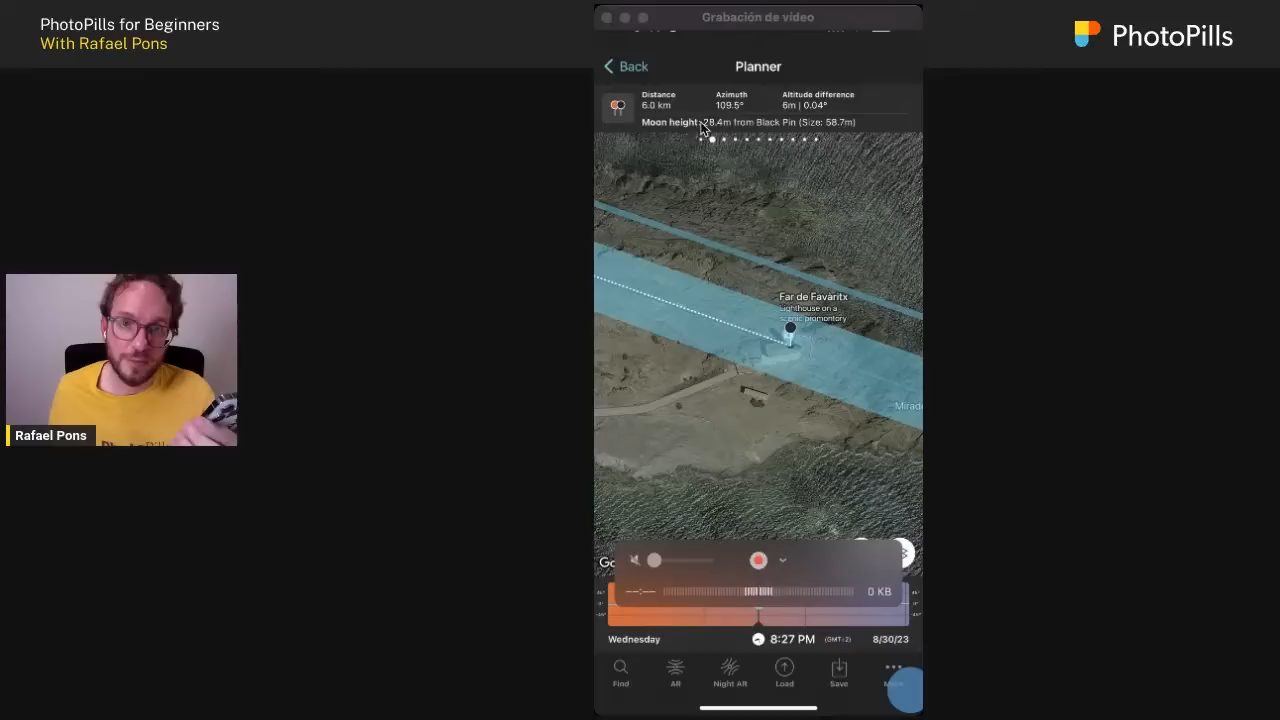 PhotoPills for Beginners
With Rafael Pons
PhotoPills
Grabación de vídeo
Back
Planner
Distance
Azimuth
Altitude difference
6.0 km
109.5°
6m | 0.04°
Moon height: 28.4m from Black Pin (Size: 58.7m)
Far de Favàritx
Lighthouse on a
scenic promontory
Mirad
Rafael Pons
Go
--:--
0 KB
Wednesday
8:27 PM
(GMT+2)
8/30/23
Find
AR
Night AR
Load
Save